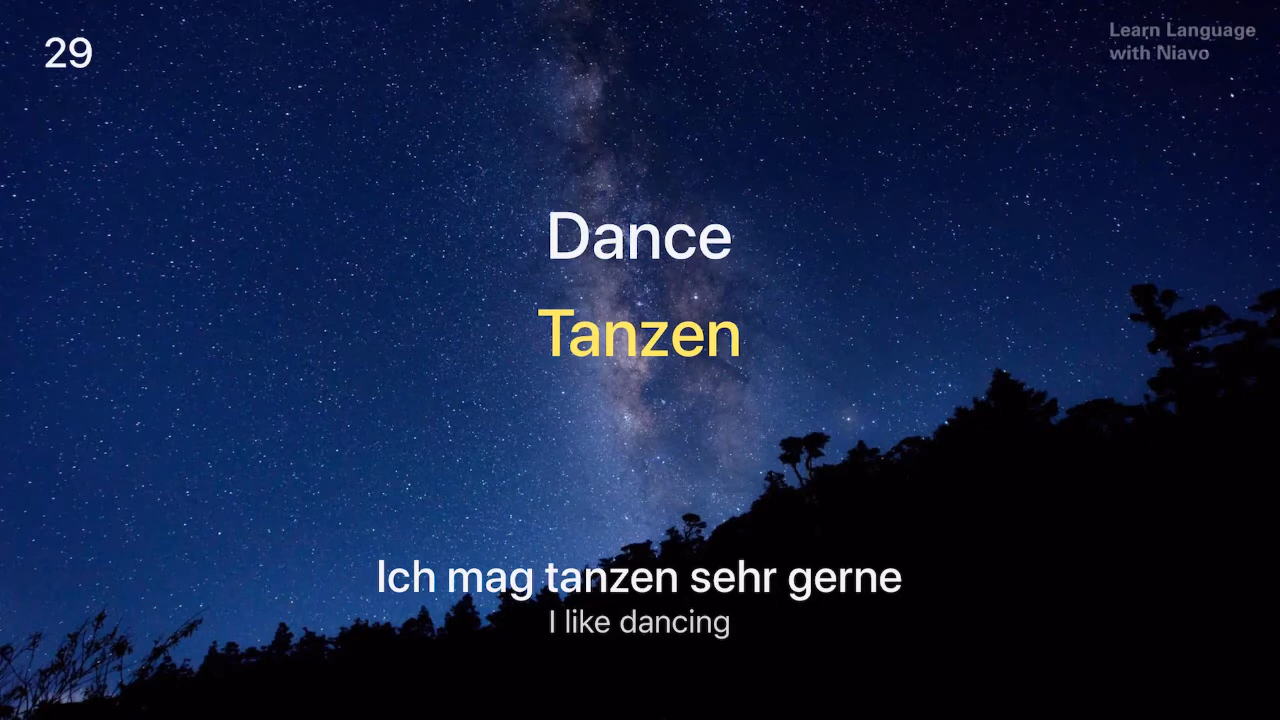 29
Learn Language
with Niavo
Dance
Tanzen
Ich mag tanzen sehr gerne
I like dancing